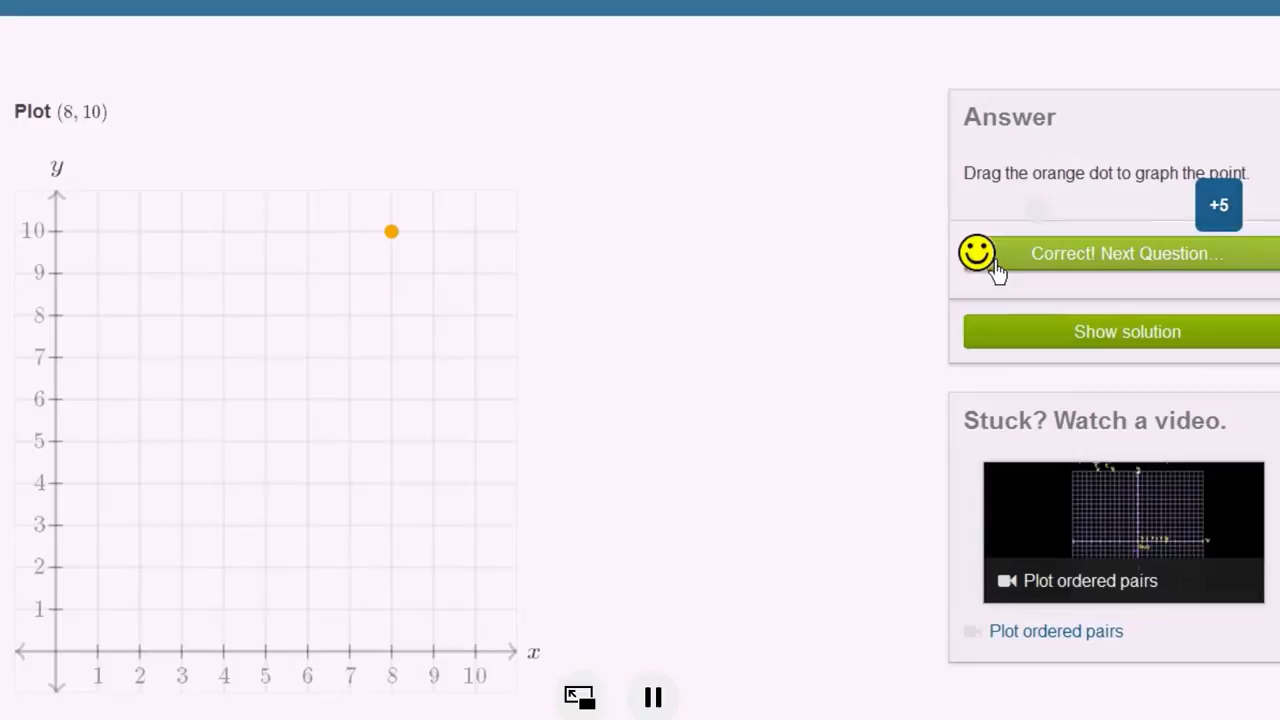 Plot (8, 10)
y
10
9
8
7
6
5
4
3
2
1
1 2 3 4 5 6 7 8 9 10
x
Answer
Drag the orange dot to graph the point.
+5
Correct! Next Question...
Show solution
Stuck? Watch a video.
Plot ordered pairs
Plot ordered pairs